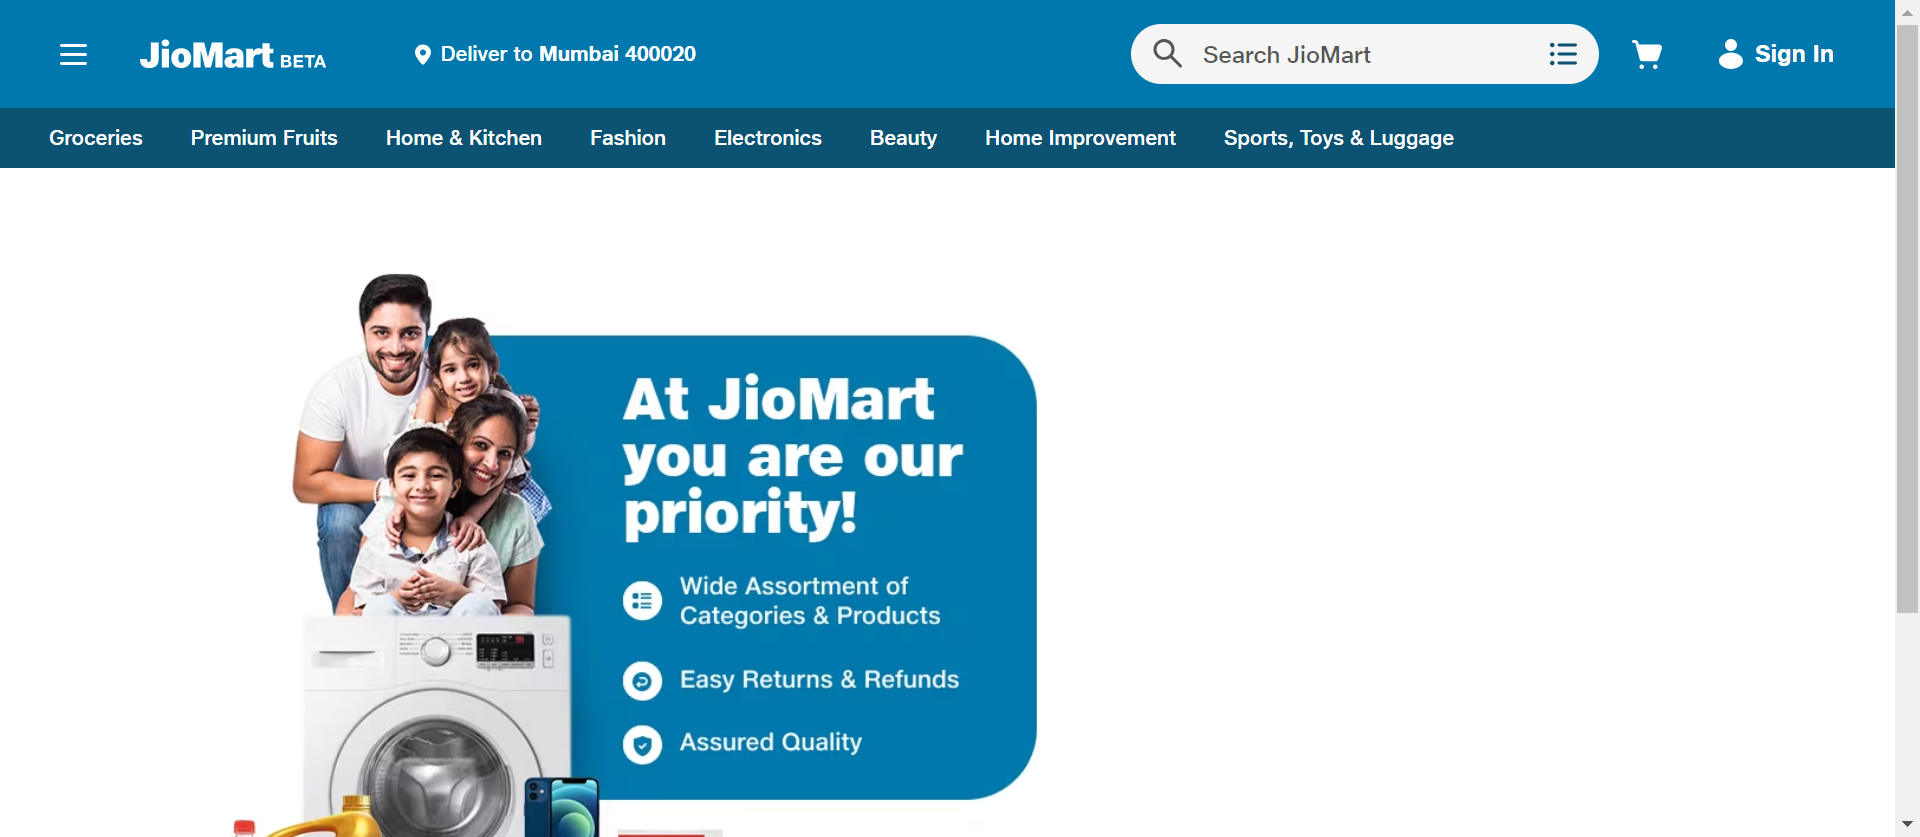 JioMart BETA
Deliver to Mumbai 400020
Search JioMart
Sign In
Groceries
Premium Fruits
Home & Kitchen
Fashion
Electronics
Beauty
Home Improvement
Sports, Toys & Luggage
At JioMart
you are our
priority!
Wide Assortment of
Categories & Products
Easy Returns & Refunds
Assured Quality